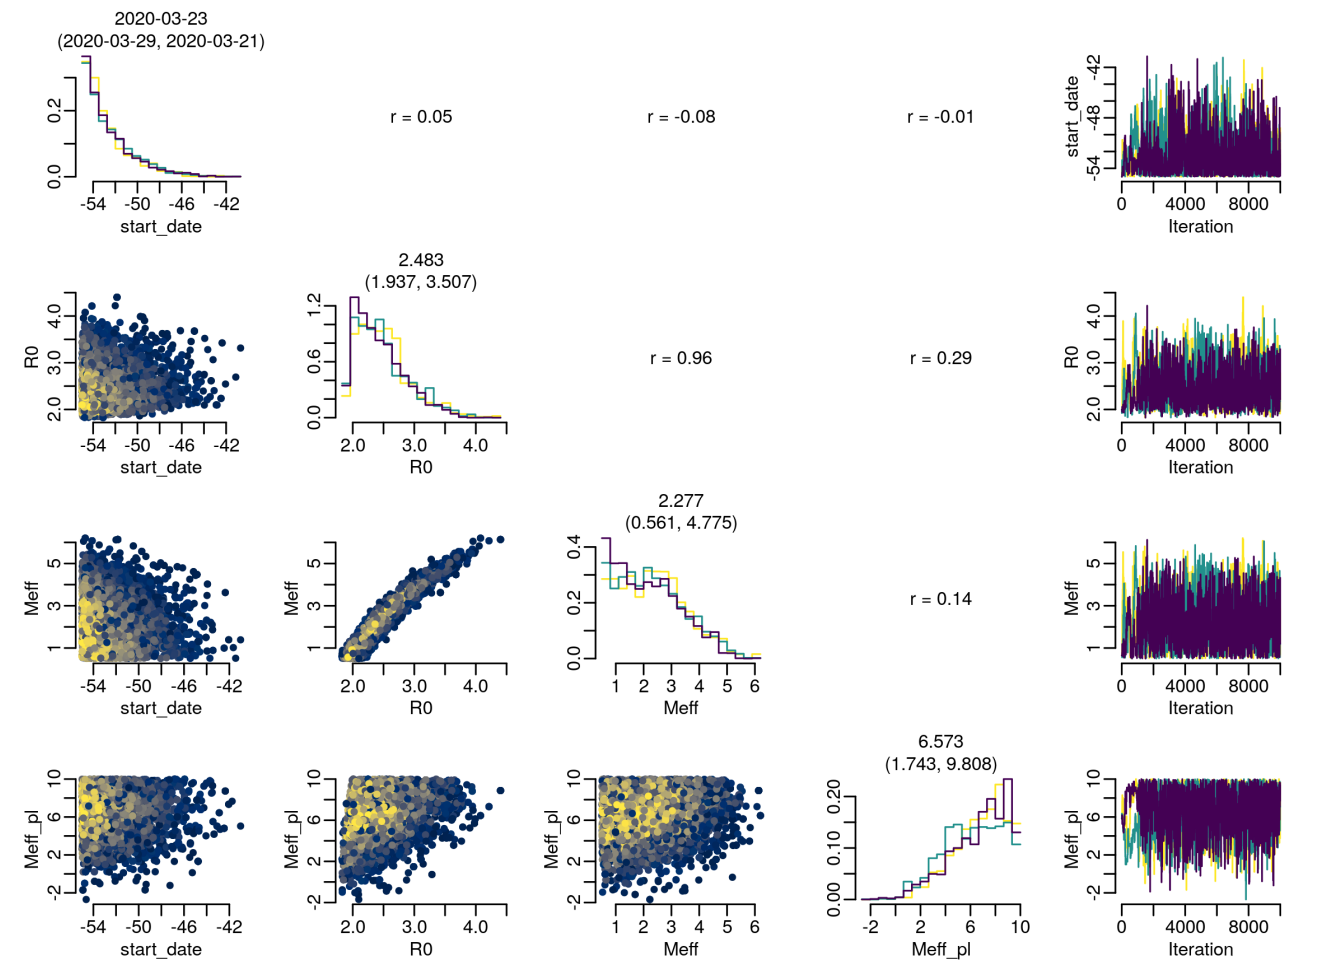 2020-03-23
(2020-03-29, 2020-03-21)
0.0 0.2
-54 -50 -46 -42
start_date
r = 0.05
r = -0.08
r = -0.01
start_date
-54 -48 -42
0 4000 8000
Iteration
R0
2.0 3.0 4.0
-54 -50 -46 -42
start_date
2.483
(1.937, 3.507)
0.0 0.6 1.2
2.0 3.0 4.0
R0
r = 0.96
r = 0.29
R0
2.0 3.0 4.0
0 4000 8000
Iteration
Meff
1 3 5
-54 -50 -46 -42
start_date
Meff
1 3 5
2.0 3.0 4.0
R0
2.277
(0.561, 4.775)
0.0 0.2 0.4
1 2 3 4 5 6
Meff
r = 0.14
Meff
1 3 5
0 4000 8000
Iteration
Meff_pl
-2 2 6 10
-54 -50 -46 -42
start_date
Meff_pl
-2 2 6 10
2.0 3.0 4.0
R0
Meff_pl
-2 2 6 10
1 2 3 4 5 6
Meff
6.573
(1.743, 9.808)
0.00 0.10 0.20
-2 2 6 10
Meff_pl
Meff_pl
-2 2 6 10
0 4000 8000
Iteration